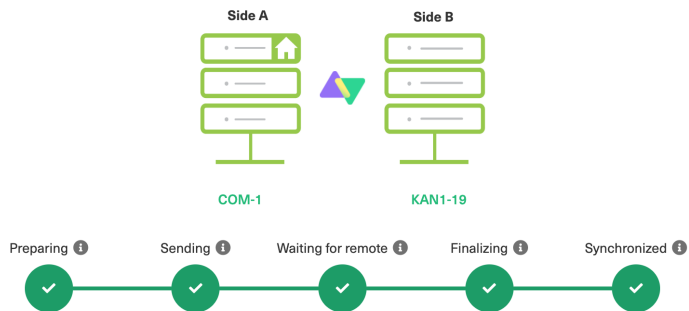 Side A Side B
COM-1 KAN1-19
Preparing Sending Waiting for remote Finalizing Synchronized